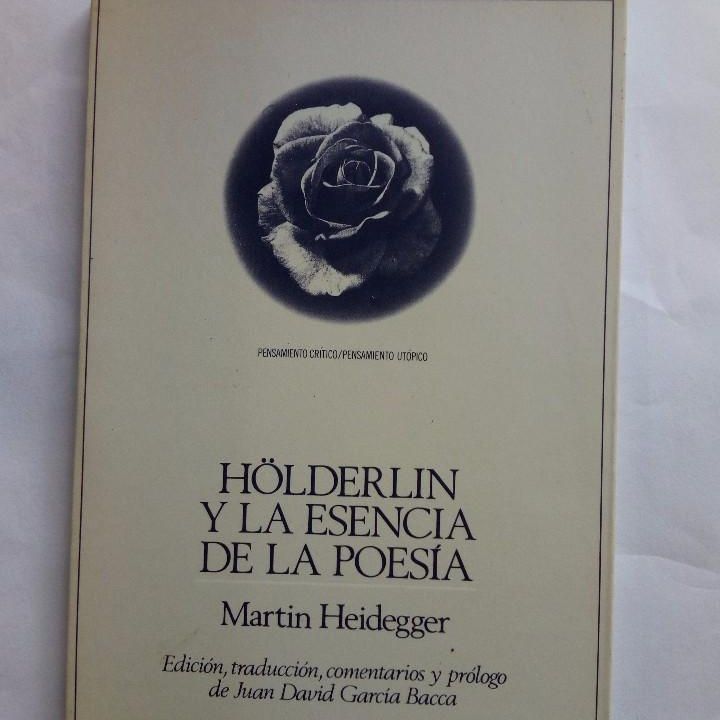 PENSAMIENTO CRÍTICO/PENSAMIENTO UTÓPICO
HÖLDERLIN
Y LA ESENCIA
DE LA POESÍA
Martin Heidegger
Edición, traducción, comentarios y prólogo
de Juan David García Bacca